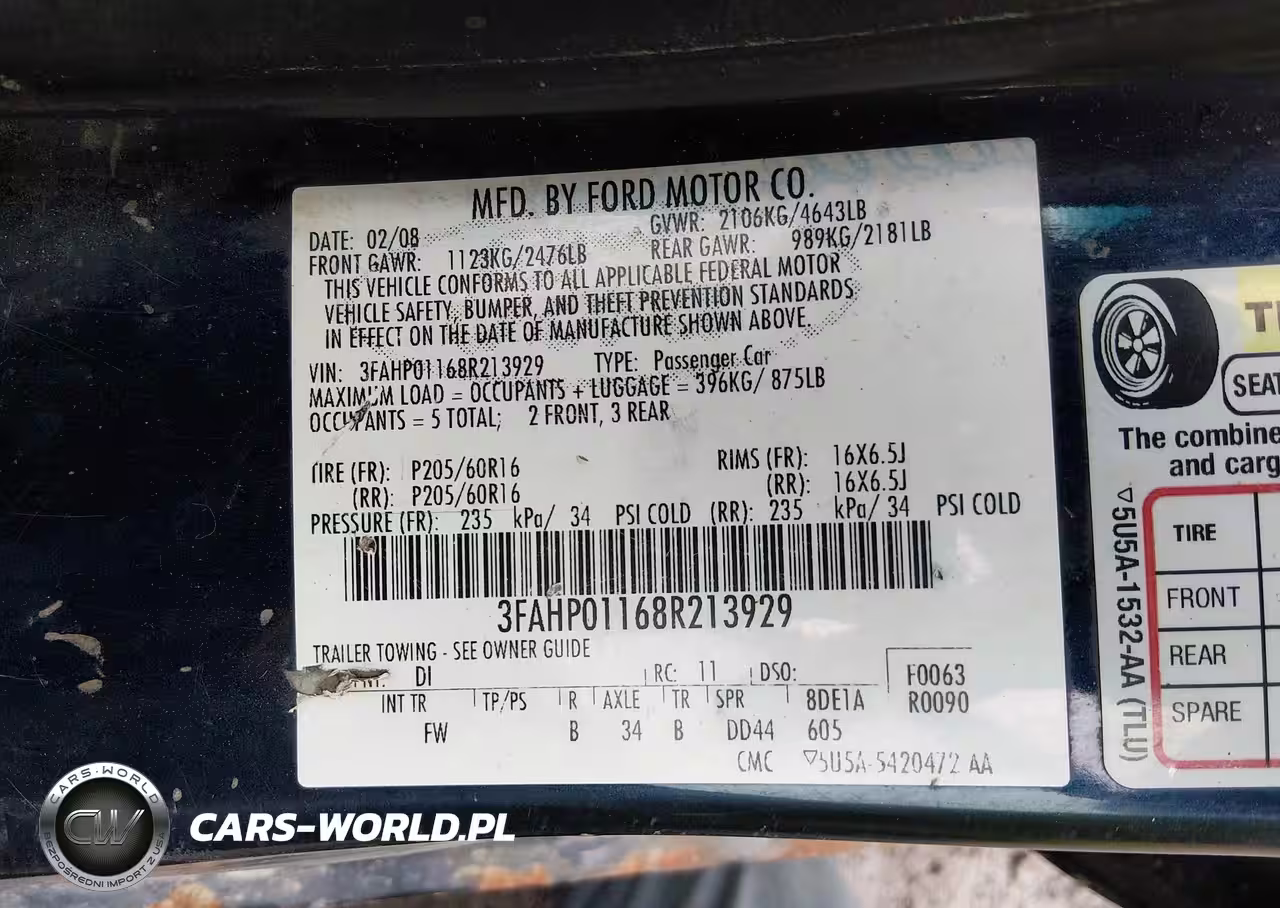 MFD. BY FORD MOTOR CO.
DATE: 02/08 GVWR: 2106KG/4643LB
FRONT GAWR: 1123KG/2476LB REAR GAWR: 989KG/2181LB
THIS VEHICLE CONFORMS TO ALL APPLICABLE FEDERAL MOTOR
VEHICLE SAFETY, BUMPER, AND THEFT PREVENTION STANDARDS
IN EFFECT ON THE DATE OF MANUFACTURE SHOWN ABOVE.
VIN: 3FAHP01168R213929 TYPE: Passenger Car
MAXIMUM LOAD = OCCUPANTS + LUGGAGE = 396KG/ 875LB
OCCUPANTS = 5 TOTAL; 2 FRONT, 3 REAR
TIRE (FR): P205/60R16 RIMS (FR): 16X6.5J
(RR): P205/60R16 (RR): 16X6.5J
PRESSURE (FR): 235 kPa/ 34 PSI COLD (RR): 235 kPa/ 34 PSI COLD
3FAHP01168R213929
TRAILER TOWING - SEE OWNER GUIDE
DI RC: 11 DSO: F0063
INT TR TP/PS R AXLE TR SPR 8DE1A R0090
FW B 34 B DD44 605
CMC ▽5U5A-5420472 AA
SEAT
The combine
and carg
TIRE
FRONT
REAR
SPARE
▽5U5A-1532-AA (TLU)
CARS-WORLD
CW
BEZPOŚREDNI IMPORT Z USA
CARS-WORLD.PL